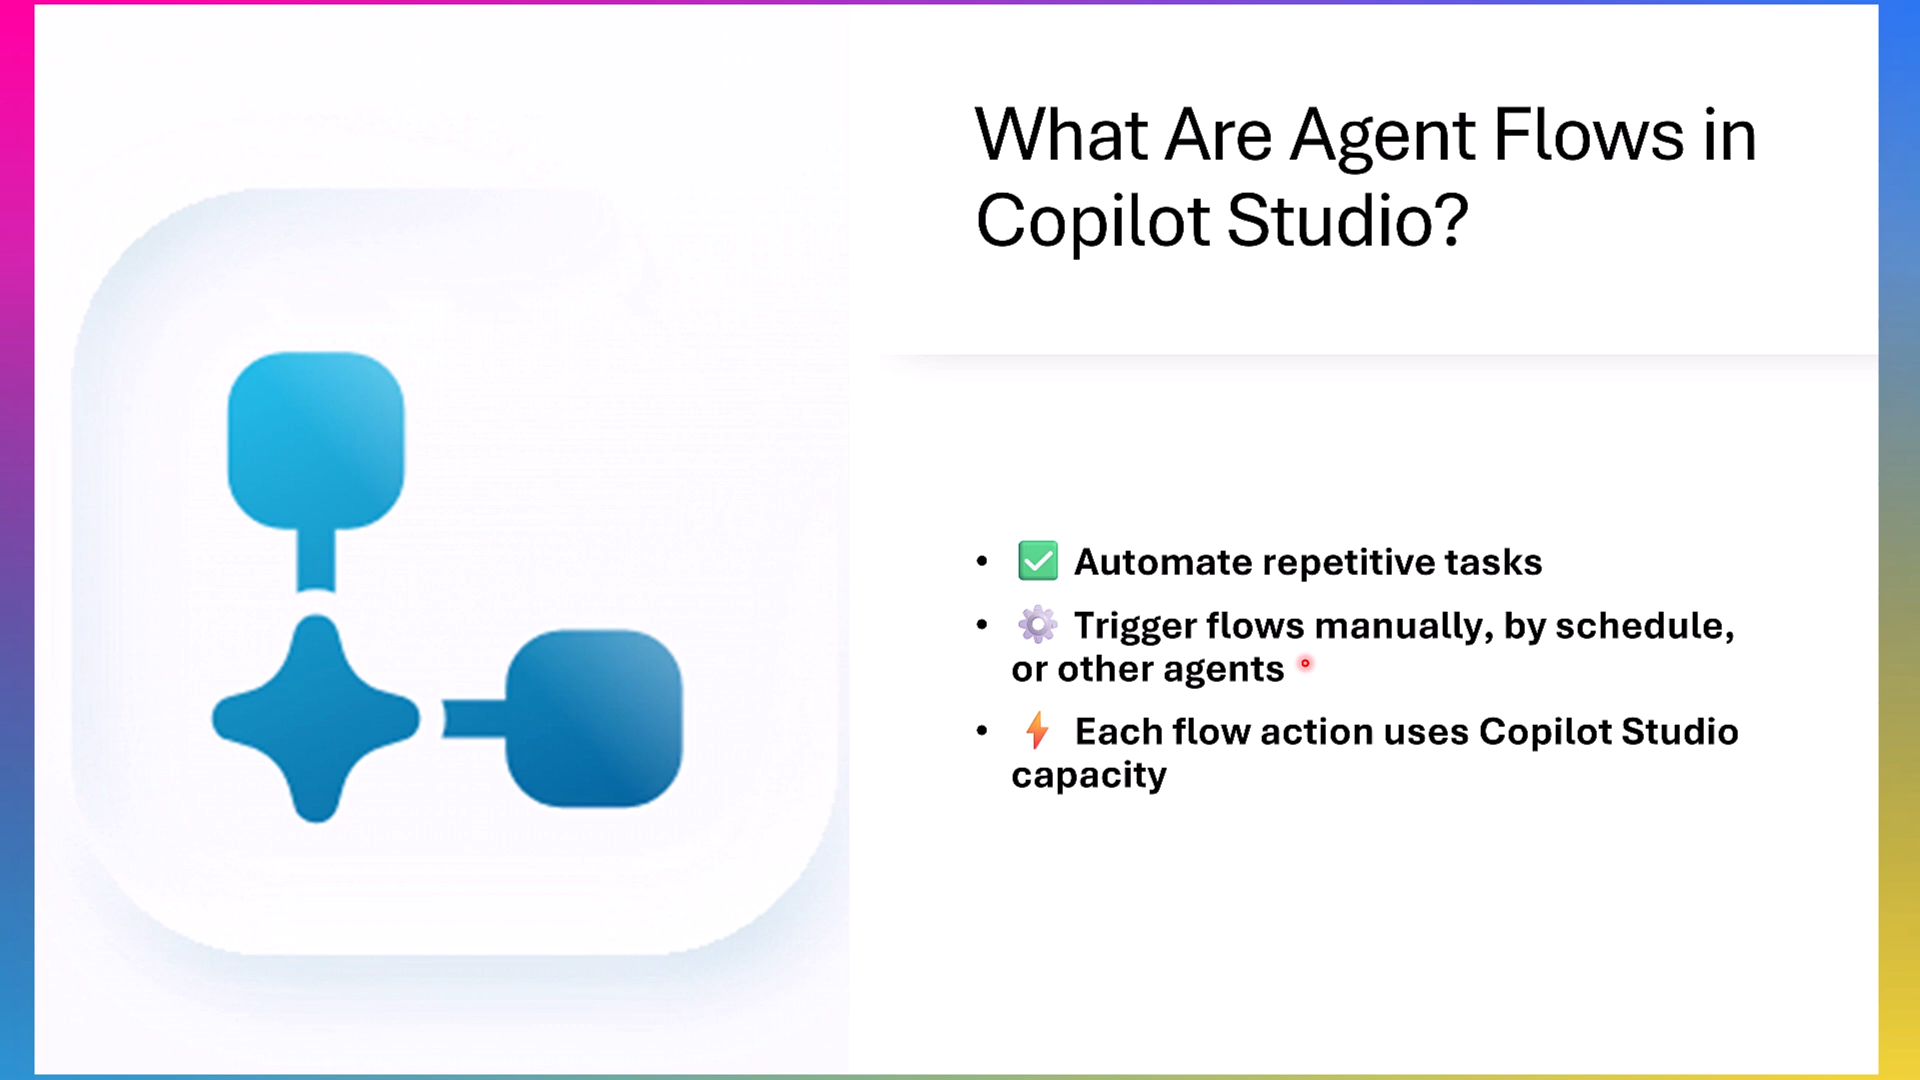 What Are Agent Flows in
Copilot Studio?
• ✅ Automate repetitive tasks
• ⚙️ Trigger flows manually, by schedule,
or other agents
• ⚡ Each flow action uses Copilot Studio
capacity